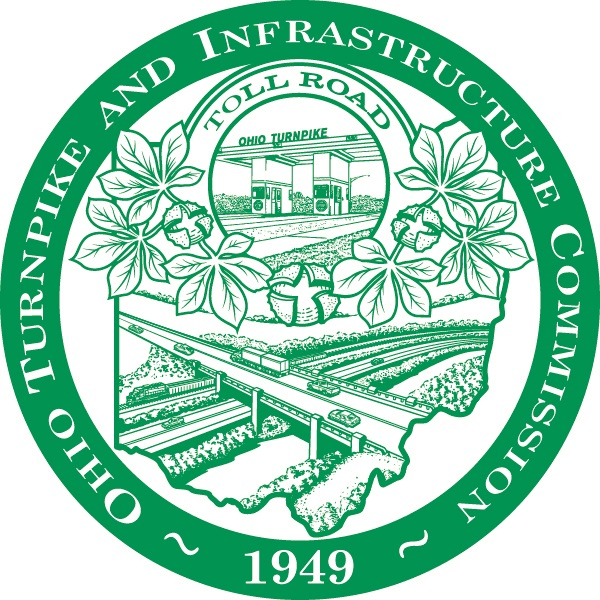 OHIO TURNPIKE AND INFRASTRUCTURE COMMISSION
TOLL ROAD
OHIO TURNPIKE
~ 1949 ~